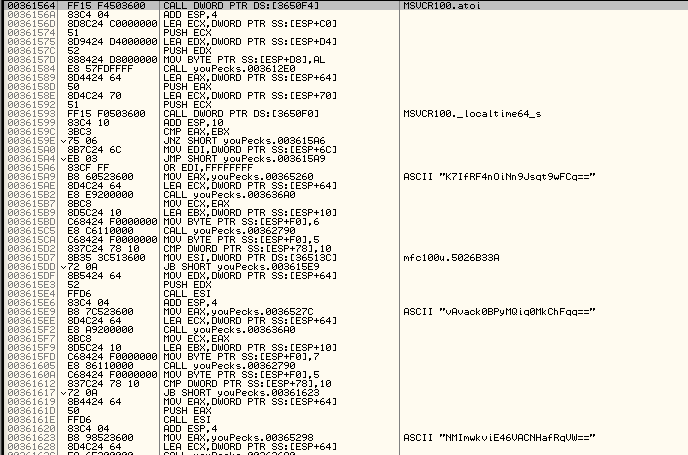 00361564 FF15 F4503600 CALL DWORD PTR DS:[3650F4] MSVCR100.atoi
0036156A 83C4 04 ADD ESP,4
0036156D 8D8C24 C0000000 LEA ECX,DWORD PTR SS:[ESP+C0]
00361574 51 PUSH ECX
00361575 8D9424 D4000000 LEA EDX,DWORD PTR SS:[ESP+D4]
0036157C 52 PUSH EDX
0036157D 888424 D8000000 MOV BYTE PTR SS:[ESP+D8],AL
00361584 E8 57FDFFFF CALL youPecks.003612E0
00361589 8D4424 64 LEA EAX,DWORD PTR SS:[ESP+64]
0036158D 50 PUSH EAX
0036158E 8D4C24 70 LEA ECX,DWORD PTR SS:[ESP+70]
00361592 51 PUSH ECX
00361593 FF15 F0503600 CALL DWORD PTR DS:[3650F0] MSVCR100._localtime64_s
00361599 83C4 10 ADD ESP,10
0036159C 3BC3 CMP EAX,EBX
0036159E 75 06 JNZ SHORT youPecks.003615A6
003615A0 8B7C24 6C MOV EDI,DWORD PTR SS:[ESP+6C]
003615A4 EB 03 JMP SHORT youPecks.003615A9
003615A6 83CF FF OR EDI,FFFFFFFF
003615A9 B8 60523600 MOV EAX,youPecks.00365260 ASCII "K7IfRF4nOiNn9Jsqt9wFCq=="
003615AE 8D4C24 64 LEA ECX,DWORD PTR SS:[ESP+64]
003615B2 E8 E9200000 CALL youPecks.003636A0
003615B7 8BC8 MOV ECX,EAX
003615B9 8D5C24 10 LEA EBX,DWORD PTR SS:[ESP+10]
003615BD C68424 F0000000 MOV BYTE PTR SS:[ESP+F0],6
003615C5 E8 C6110000 CALL youPecks.00362790
003615CA C68424 F0000000 MOV BYTE PTR SS:[ESP+F0],5
003615D2 837C24 78 10 CMP DWORD PTR SS:[ESP+78],10
003615D7 8B35 3C513600 MOV ESI,DWORD PTR DS:[36513C] mfc100u.5026B33A
003615DD 72 0A JB SHORT youPecks.003615E9
003615DF 8B5424 64 MOV EDX,DWORD PTR SS:[ESP+64]
003615E3 52 PUSH EDX
003615E4 FFD6 CALL ESI
003615E6 83C4 04 ADD ESP,4
003615E9 B8 7C523600 MOV EAX,youPecks.0036527C ASCII "vAvack0BPyMQiq0MkChFqq=="
003615EE 8D4C24 64 LEA ECX,DWORD PTR SS:[ESP+64]
003615F2 E8 A9200000 CALL youPecks.003636A0
003615F7 8BC8 MOV ECX,EAX
003615F9 8D5C24 10 LEA EBX,DWORD PTR SS:[ESP+10]
003615FD C68424 F0000000 MOV BYTE PTR SS:[ESP+F0],7
00361605 E8 86110000 CALL youPecks.00362790
0036160A C68424 F0000000 MOV BYTE PTR SS:[ESP+F0],5
00361612 837C24 78 10 CMP DWORD PTR SS:[ESP+78],10
00361617 72 0A JB SHORT youPecks.00361623
00361619 8B4424 64 MOV EAX,DWORD PTR SS:[ESP+64]
0036161D 50 PUSH EAX
0036161E FFD6 CALL ESI
00361620 83C4 04 ADD ESP,4
00361623 B8 98523600 MOV EAX,youPecks.00365298 ASCII "NMImwkviE46VACNHafRqVW=="
00361628 8D4C24 64 LEA ECX,DWORD PTR SS:[ESP+64]